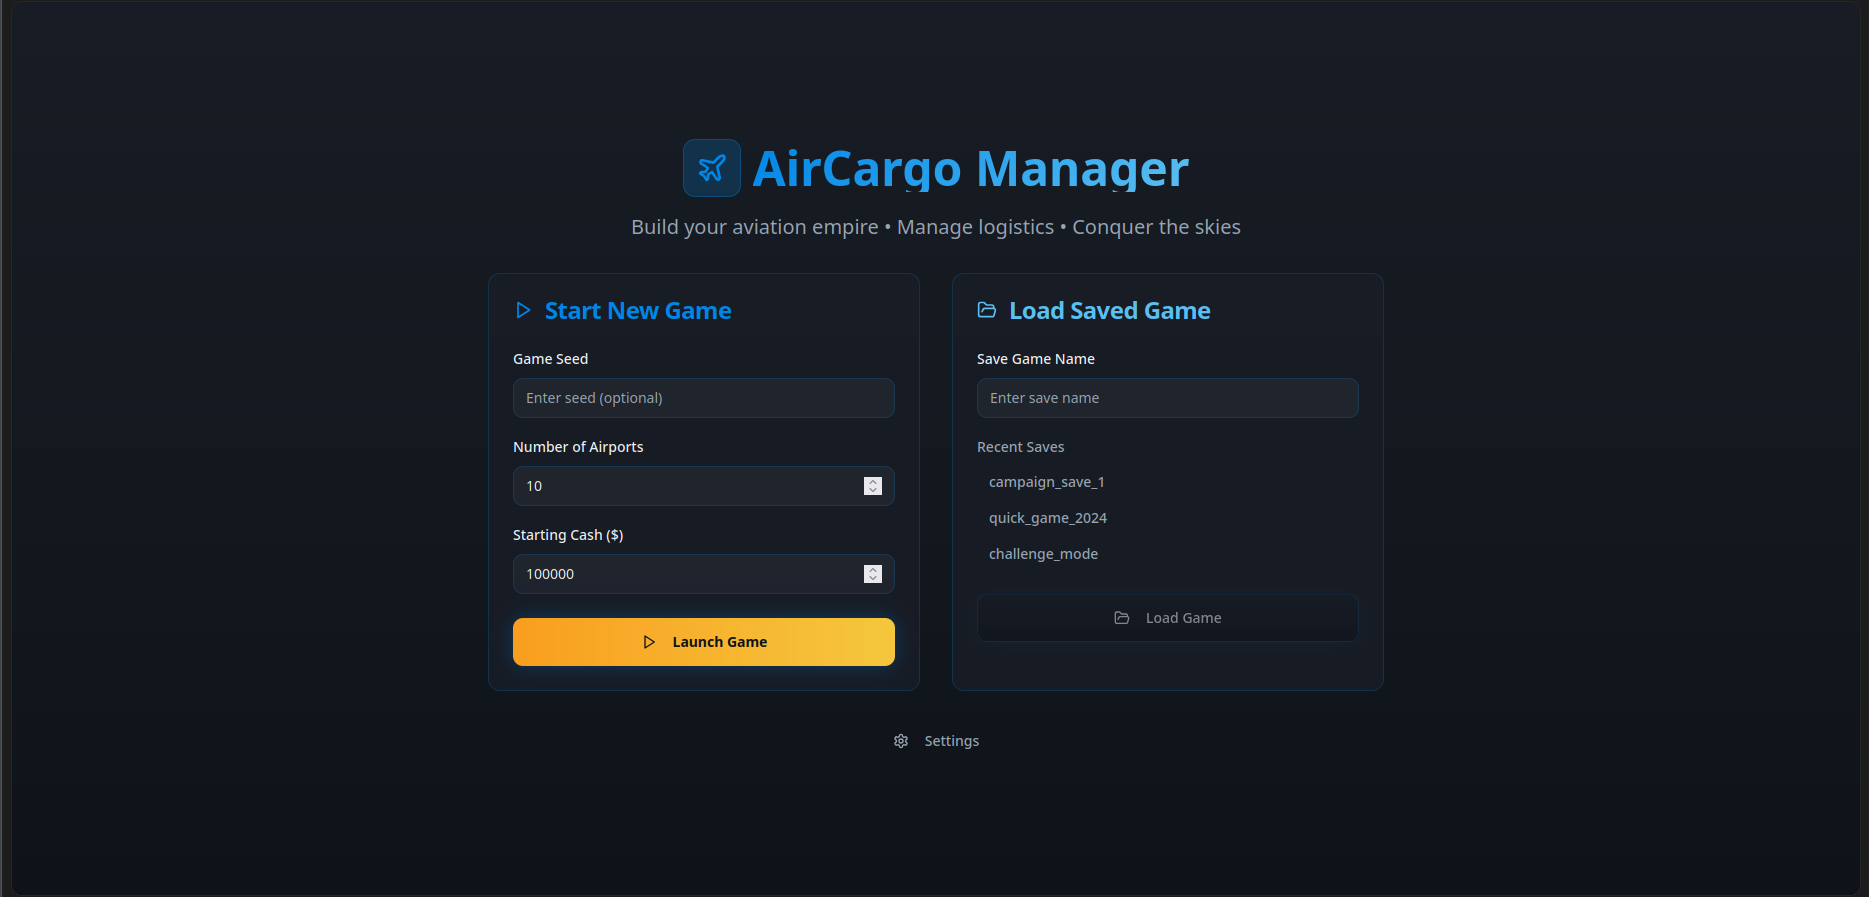 AirCargo Manager
Build your aviation empire • Manage logistics • Conquer the skies
Start New Game
Game Seed
Enter seed (optional)
Number of Airports
10
Starting Cash ($)
100000
Launch Game
Load Saved Game
Save Game Name
Enter save name
Recent Saves
campaign_save_1
quick_game_2024
challenge_mode
Load Game
Settings